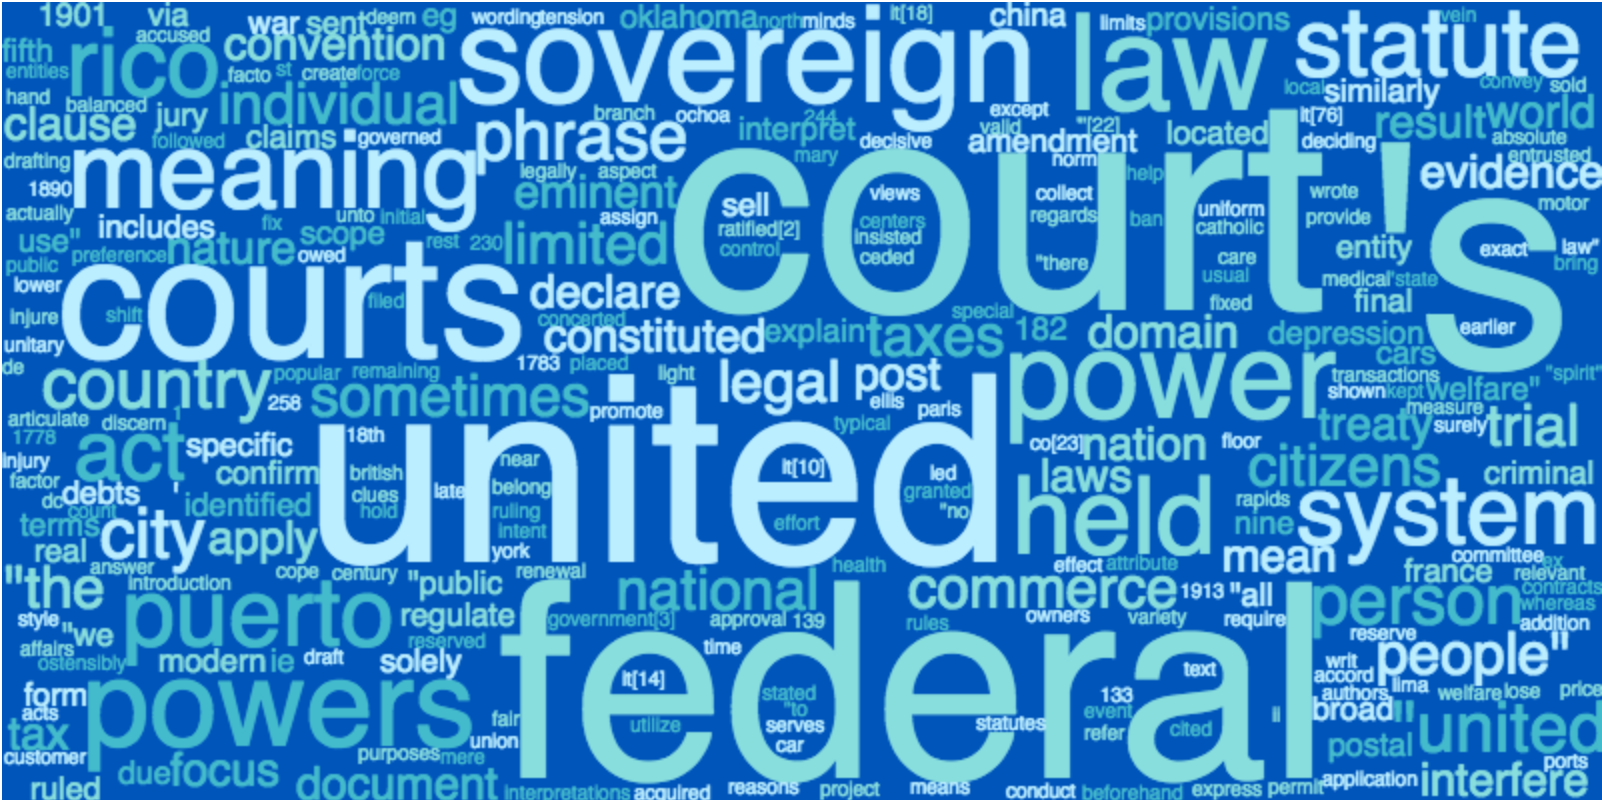 1901 via war sent deem eg wordingtension oklahoma north minds it[18] china limits provisions vein
fifth accused rico convention sovereign law statute
entities facto st create force local similarly convey sold
hand balanced jury individual branch ochoa 244 except it[76] result world
clause followed claims governed phrase interpret decisive valid "[22] amendment located deciding absolute
drafting meaning legally aspect mary norm help entrusted evidence
1890 eminent sell views collect uniform wrote motor
actually includes fix unto initial assign ratified[2] centers regards ban catholic provide
use" preference nature scope owed rest 230 limited control insisted court's entity exact law"
public ceded "there care usual medical 'state bring
lower courts filed declare special fixed final
injure shift concerted constituted explain taxes 182 domain depression earlier
unitary 1783 placed cars
de country popular remaining light legal post power transactions "spirit"
258 sometimes promote ellis paris shown kept welfare"
articulate discern 1 typical measure
1778 act specific 18th united co[23] nation floor treaty surely trial
injury confirm british near it[10] led laws citizens criminal
factor debts ' clues late belong granted held rapids system
dc count identified hold ruling effort "no nine
terms city apply intent mean
real answer york effect attribute committee ex
"the introduction cope century "public renewal health commerce 1913 "all france relevant
puerto national person contracts
style regulate government[3] approval 139 rules owners variety require whereas
affairs "we reserved time reserve addition
ostensibly modern ie draft solely federal text writ people"
form powers it[14] stated 133 accord lima
acts fair utilize "to statutes event authors welfare lose price
tax union serves refer cited ll broad "united
customer purposes mere car postal ports
due focus document application interfere
ruled interpretations acquired reasons project means conduct beforehand express permit